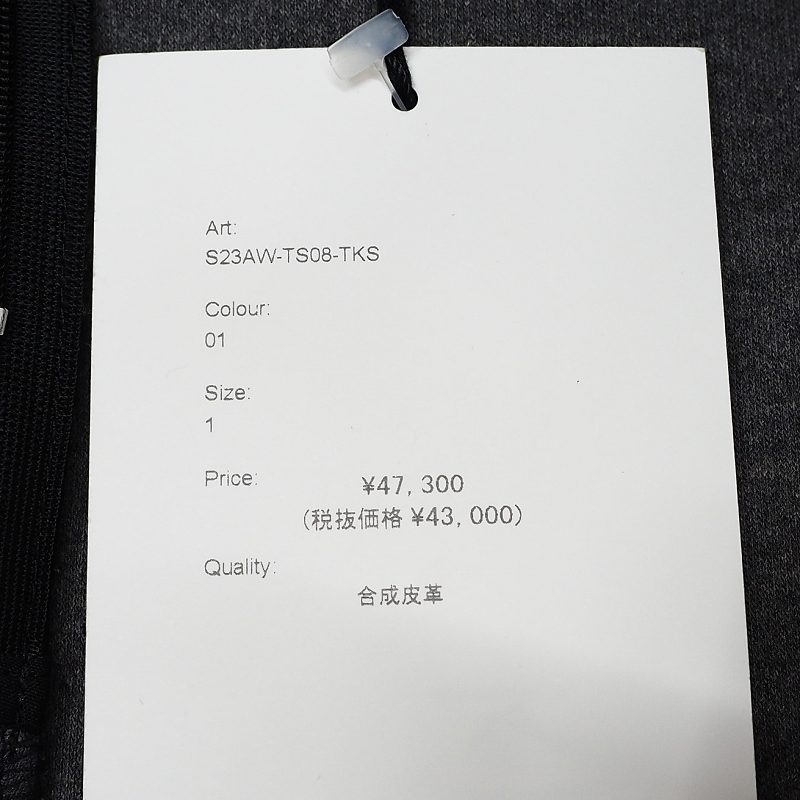 Art:
S23AW-TS08-TKS
Colour:
01
Size:
1
Price:
¥47,300
(税抜価格 ¥43,000)
Quality:
合成皮革